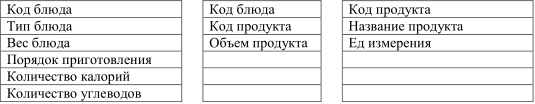 Код блюда
Тип блюда
Вес блюда
Порядок приготовления
Количество калорий
Количество углеводов
Код блюда
Код продукта
Объем продукта
Код продукта
Название продукта
Ед измерения